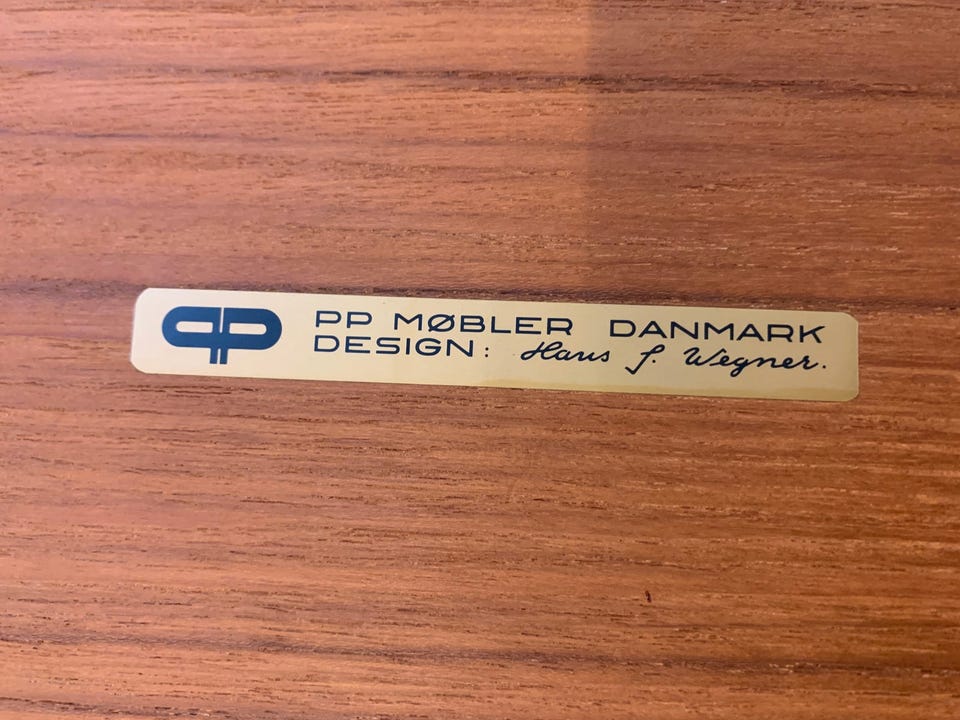 PP MØBLER DANMARK
DESIGN: Hans J. Wegner.